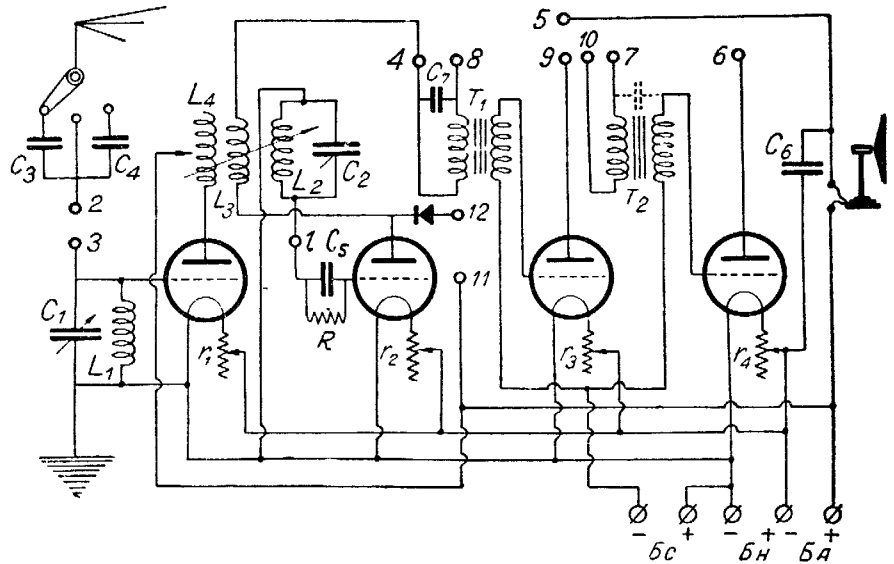 5
4 8 9 10 7 6
C₇ T₁
L₄
C₃ C₄
L₂ C₂
C₆
L₃
T₂
2
12
3
1 C₅
11
C₁
R
L₁ r₁ r₂ r₃ r₄
- + - + - +
Бс Бн БА